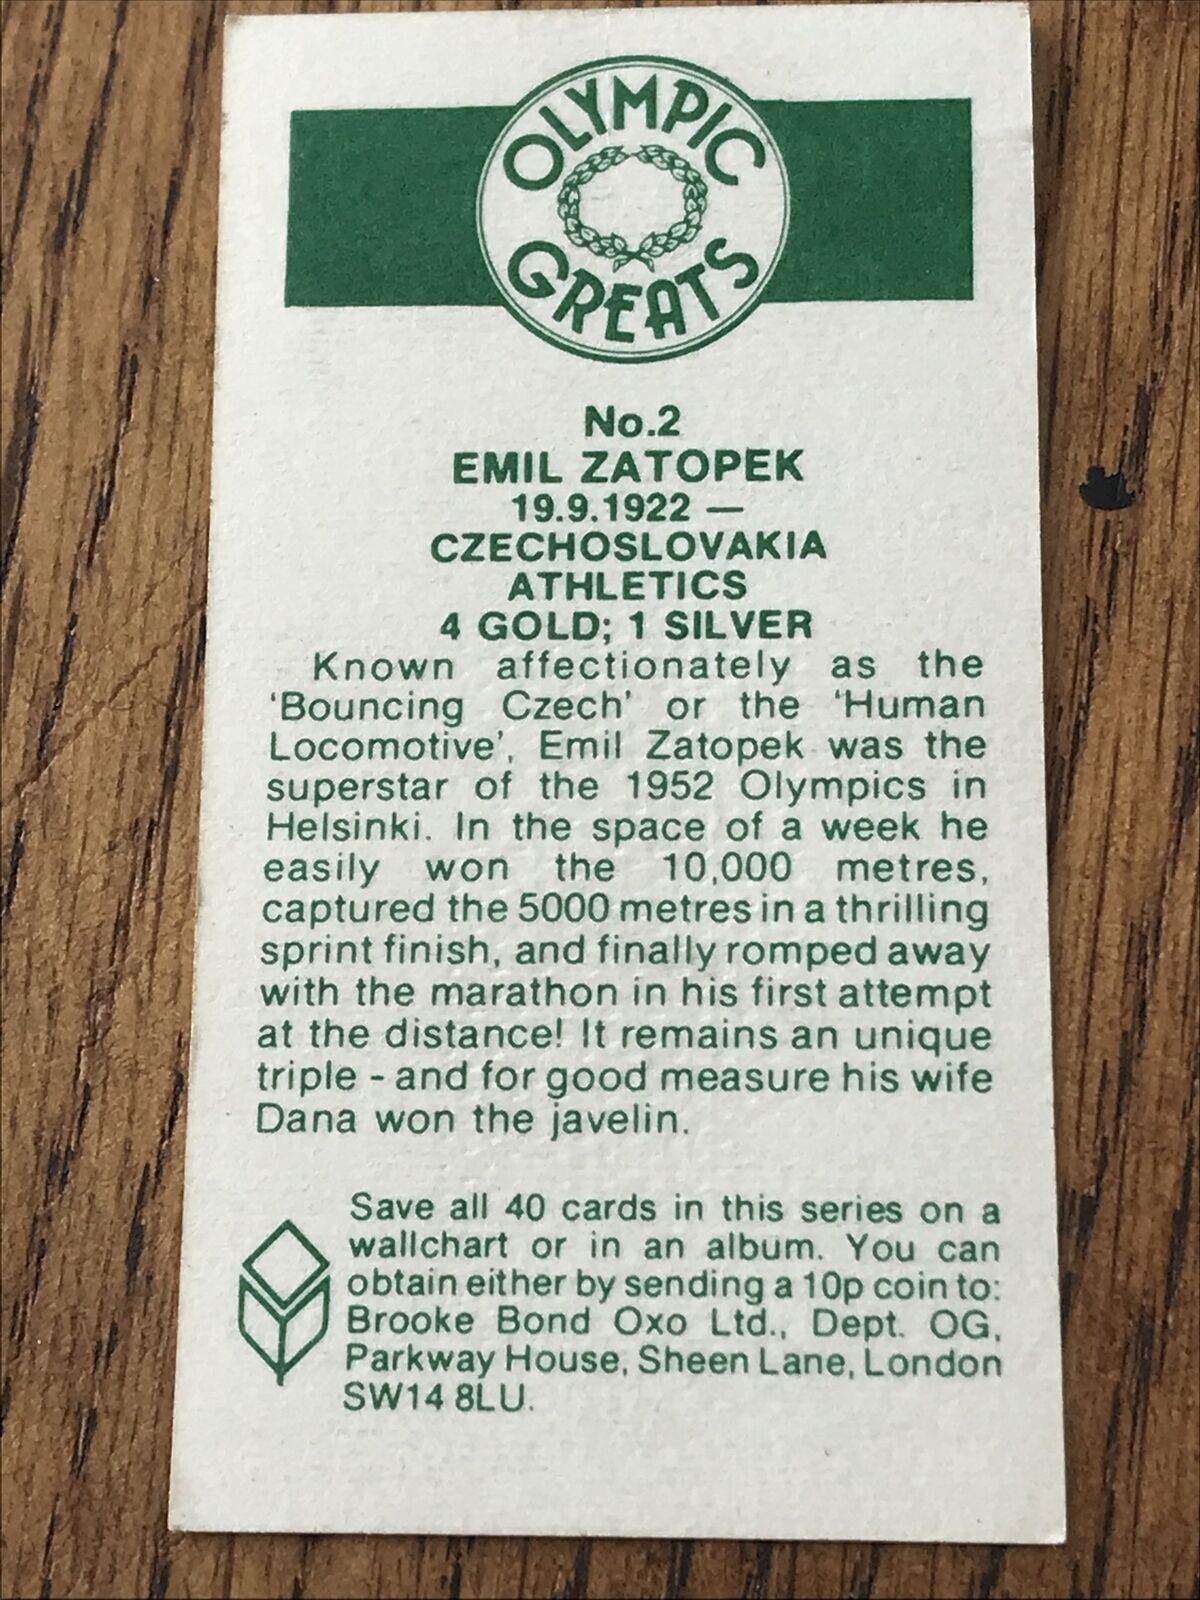 OLYMPIC
GREATS
No.2
EMIL ZATOPEK
19.9.1922 —
CZECHOSLOVAKIA
ATHLETICS
4 GOLD; 1 SILVER
Known affectionately as the
‘Bouncing Czech’ or the ‘Human
Locomotive’, Emil Zatopek was the
superstar of the 1952 Olympics in
Helsinki. In the space of a week he
easily won the 10,000 metres,
captured the 5000 metres in a thrilling
sprint finish, and finally romped away
with the marathon in his first attempt
at the distance! It remains an unique
triple - and for good measure his wife
Dana won the javelin.
Save all 40 cards in this series on a
wallchart or in an album. You can
obtain either by sending a 10p coin to:
Brooke Bond Oxo Ltd., Dept. OG,
Parkway House, Sheen Lane, London
SW14 8LU.